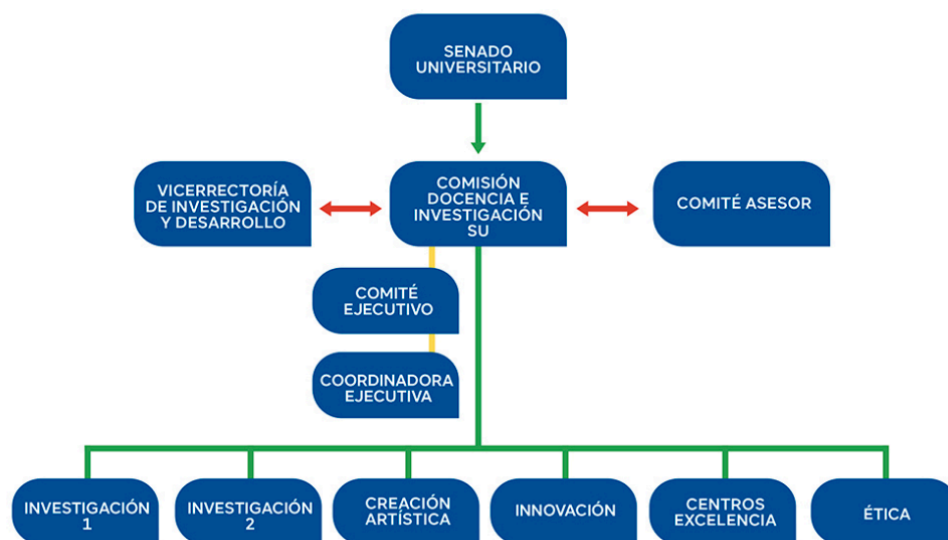 SENADO
UNIVERSITARIO
VICERRECTORÍA
DE INVESTIGACIÓN
Y DESARROLLO
COMISIÓN
DOCENCIA E
INVESTIGACIÓN
SU
COMITÉ ASESOR
COMITÉ
EJECUTIVO
COORDINADORA
EJECUTIVA
INVESTIGACIÓN
1
INVESTIGACIÓN
2
CREACIÓN
ARTÍSTICA
INNOVACIÓN
CENTROS
EXCELENCIA
ÉTICA